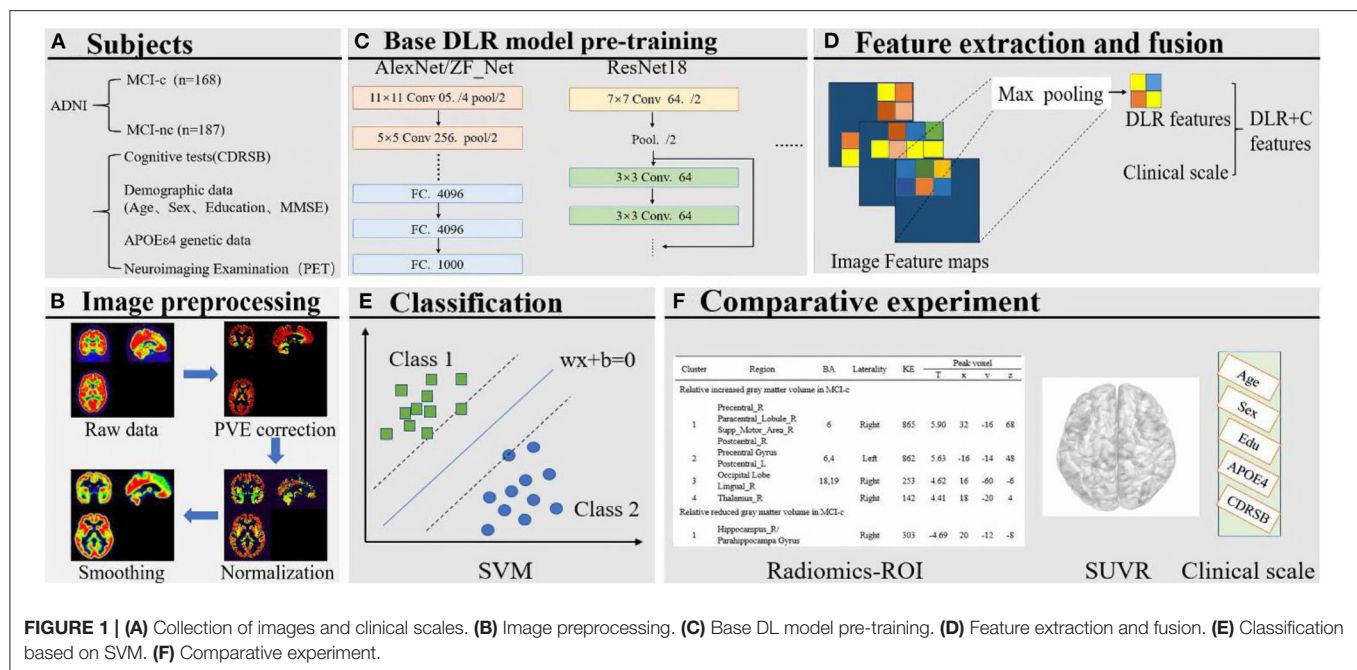 A Subjects
ADNI
MCI-c (n=168)
MCI-nc (n=187)
Cognitive tests(CDRSB)
Demographic data
(Age、Sex、Education、MMSE)
APOEε4 genetic data
Neuroimaging Examination (PET)
B Image preprocessing
Raw data
PVE correction
Smoothing
Normalization
C Base DLR model pre-training
AlexNet/ZF_Net
11×11 Conv 05. /4 pool/2
5×5 Conv 256. pool/2
FC. 4096
FC. 4096
FC. 1000
ResNet18
7×7 Conv 64. /2
Pool. /2
3×3 Conv. 64
3×3 Conv. 64
D Feature extraction and fusion
Max pooling
DLR features
Clinical scale
DLR+C
features
Image Feature maps
E Classification
Class 1
wx+b=0
Class 2
SVM
F Comparative experiment
Peak voxel
Cluster Region BA Laterality KE T x y z
Relative increased gray matter volume in MCI-c
Precentral_R
Paracentral_Lobule_R
1 Supp_Motor_Area_R 6 Right 865 5.90 32 -16 68
Postcentral_R
Precentral Gyrus
2 Postcentral_L 6,4 Left 862 5.63 -16 -14 48
Occipital Lobe
3 Lingual_R 18,19 Right 253 4.62 16 -60 -6
4 Thalamus_R Right 142 4.41 18 -20 4
Relative reduced gray matter volume in MCI-c
Hippocampus_R/
1 Parahippocampa Gyrus Right 303 -4.69 20 -12 -8
Radiomics-ROI
SUVR
Age
Sex
Edu
APOE4
CDRSB
Clinical scale
FIGURE 1 | (A) Collection of images and clinical scales. (B) Image preprocessing. (C) Base DL model pre-training. (D) Feature extraction and fusion. (E) Classification
based on SVM. (F) Comparative experiment.